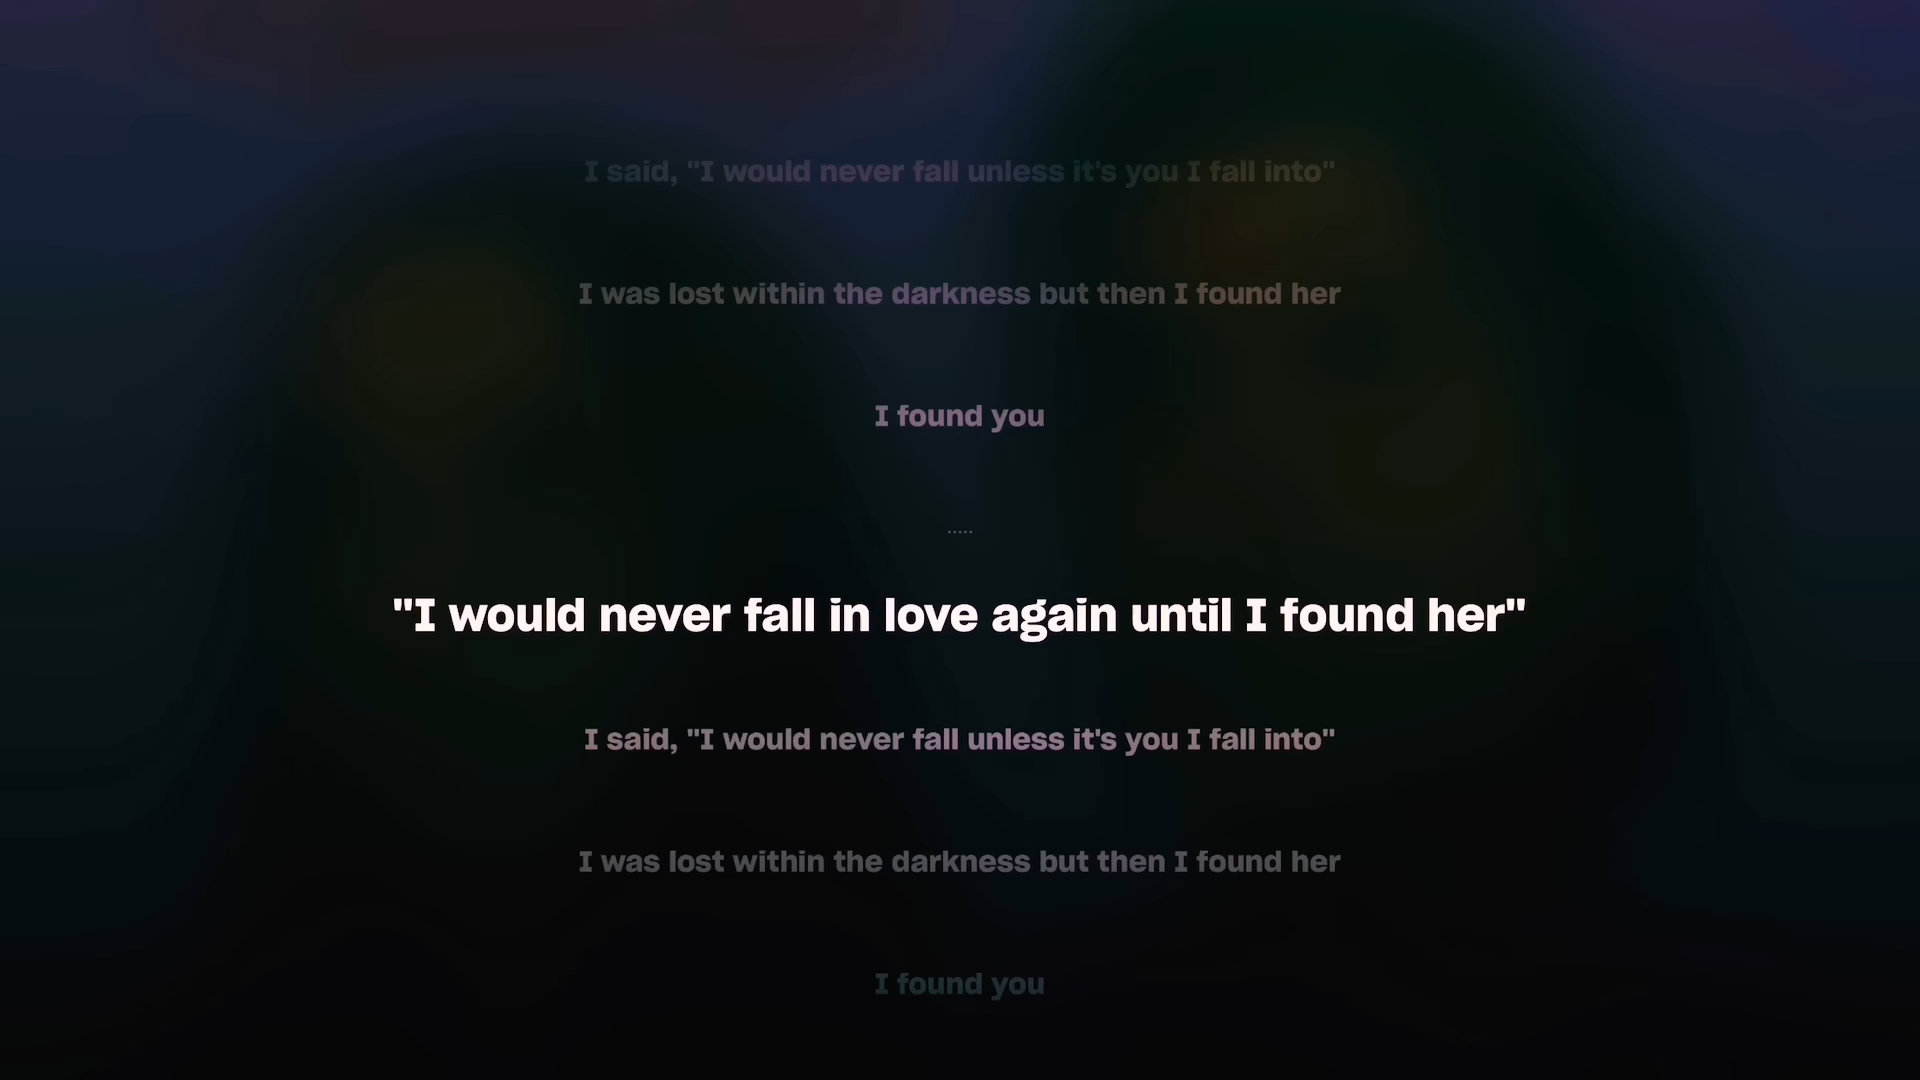 I said, "I would never fall unless it's you I fall into"
I was lost within the darkness but then I found her
I found you
.....
"I would never fall in love again until I found her"
I said, "I would never fall unless it's you I fall into"
I was lost within the darkness but then I found her
I found you